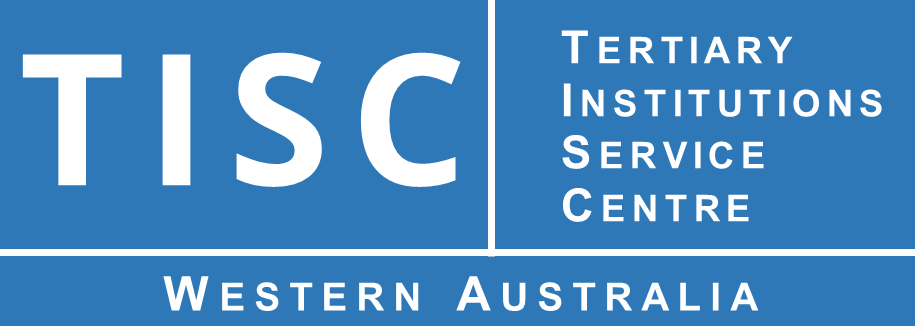 TISC
TERTIARY
INSTITUTIONS
SERVICE
CENTRE
WESTERN AUSTRALIA